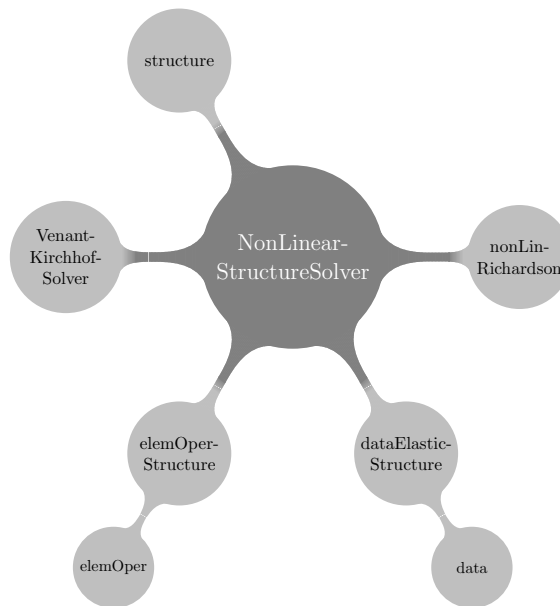 structure
Venant-
Kirchhof-
Solver
NonLinear-
StructureSolver
nonLin-
Richardson
elemOper-
Structure
dataElastic-
Structure
elemOper
data